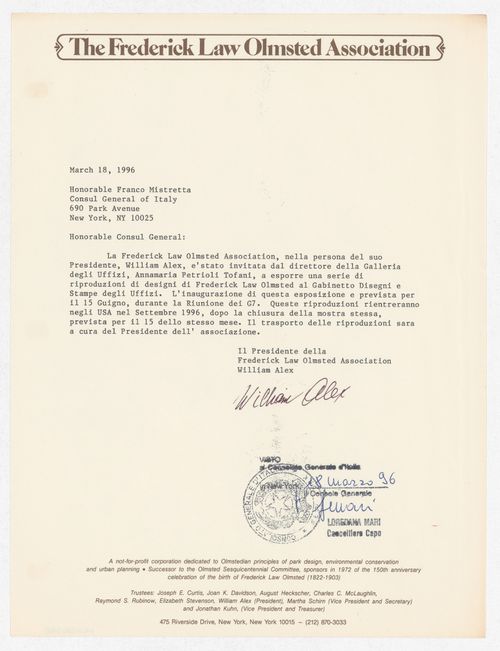 The Frederick Law Olmsted Association
March 18, 1996
Honorable Franco Mistretta
Consul General of Italy
690 Park Avenue
New York, NY 10025
Honorable Consul General:
La Frederick Law Olmsted Association, nella persona del suo
Presidente, William Alex, e'stato invitata dal direttore della Galleria
degli Uffizi, Annamaria Petrioli Tofani, a esporre una serie di
riproduzioni di designi di Frederick Law Olmsted al Gabinetto Disegni e
Stampe degli Uffizi. L'inaugurazione di questa esposizione e prevista per
il 15 Guigno, durante la Riunione dei G7. Queste riproduzioni rientreranno
negli USA nel Settembre 1996, dopo la chiusura della mostra stessa,
prevista per il 15 dello stesso mese. Il trasporto delle riproduzioni sara
a cura del Presidente dell' associazione.
Il Presidente della
Frederick Law Olmsted Association
William Alex
William Alex
VISTO
al Consolato Generale d'Italia
in New York, 18 marzo 96
Il Console Generale
LOREDANA MARI
Cancelliere Capo
A not-for-profit corporation dedicated to Olmstedian principles of park design, environmental conservation
and urban planning • Successor to the Olmsted Sesquicentennial Committee, sponsors in 1972 of the 150th anniversary
celebration of the birth of Frederick Law Olmsted (1822-1903)
Trustees: Joseph E. Curtis, Joan K. Davidson, August Heckscher, Charles C. McLaughlin,
Raymond S. Robinow, Elizabeth Stevenson, William Alex (President), Martha Schirn (Vice President and Secretary)
and Jonathan Kuhn, (Vice President and Treasurer)
475 Riverside Drive, New York, New York 10015 – (212) 870-3033